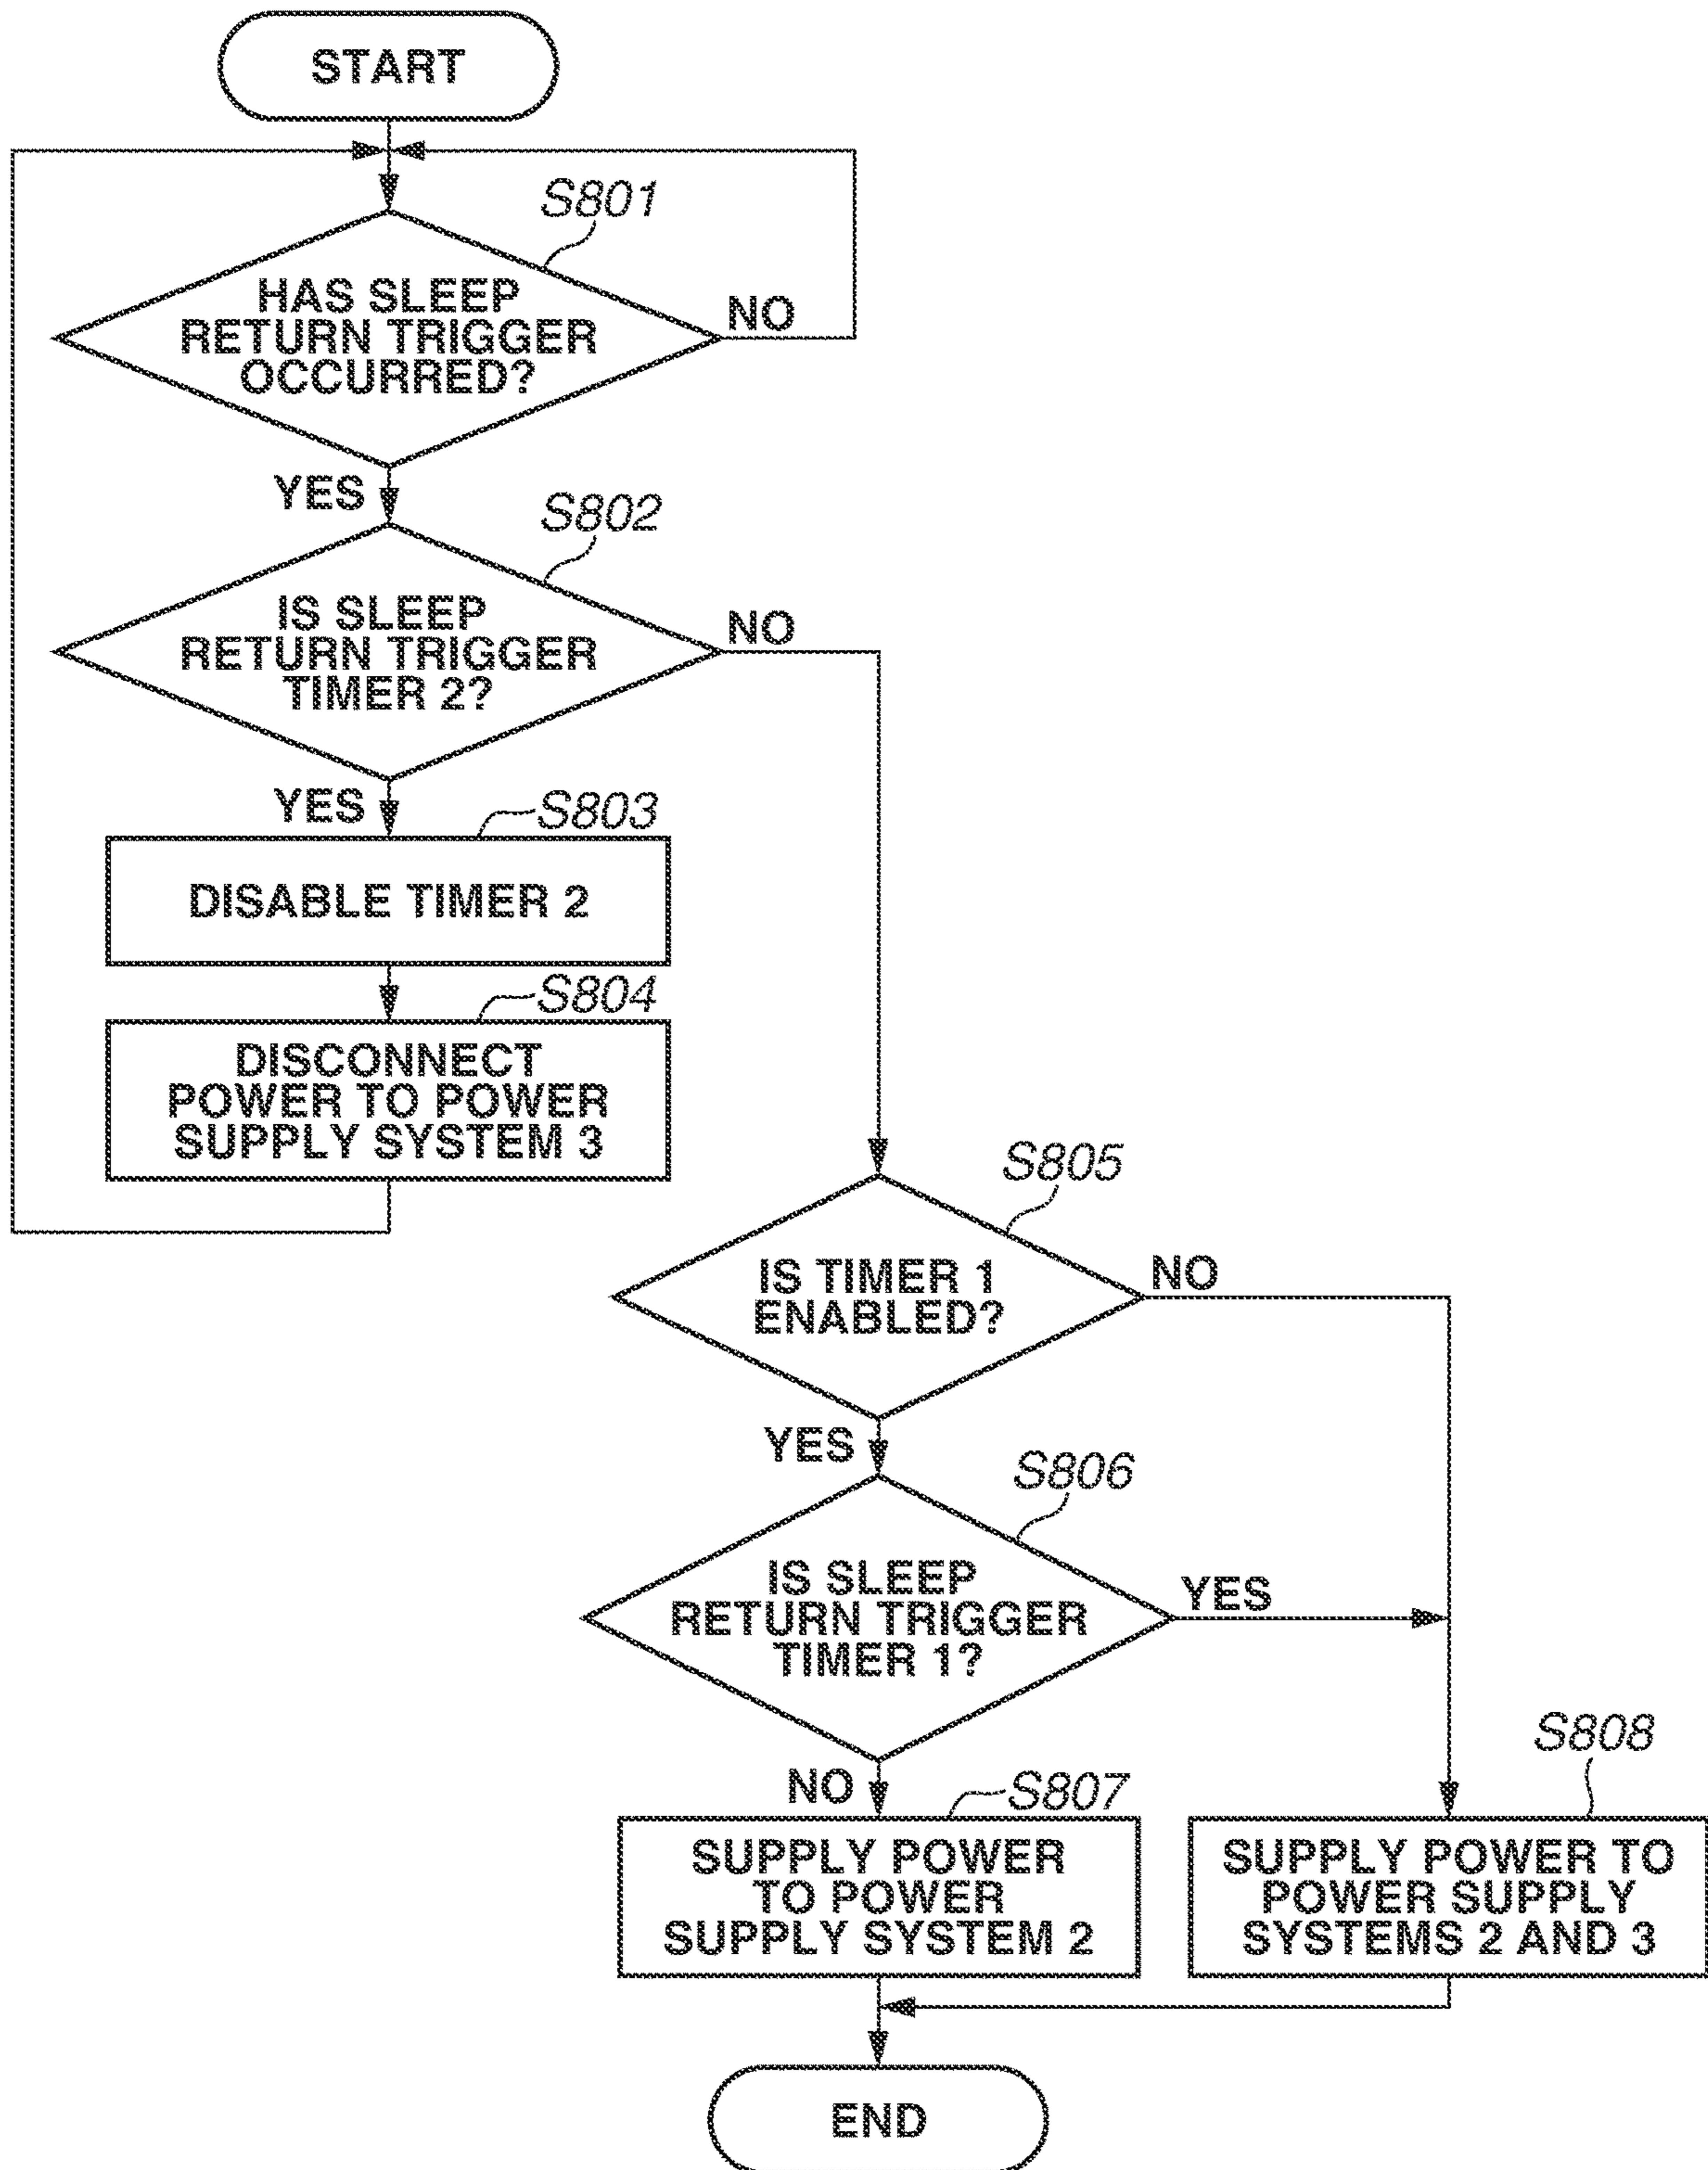 START
S801
HAS SLEEP
RETURN TRIGGER
OCCURRED?
NO
YES
S802
IS SLEEP
RETURN TRIGGER
TIMER 2?
NO
YES
S803
DISABLE TIMER 2
S804
DISCONNECT
POWER TO POWER
SUPPLY SYSTEM 3
S805
IS TIMER 1
ENABLED?
NO
YES
S806
IS SLEEP
RETURN TRIGGER
TIMER 1?
YES
NO
S807
SUPPLY POWER
TO POWER
SUPPLY SYSTEM 2
S808
SUPPLY POWER TO
POWER SUPPLY
SYSTEMS 2 AND 3
END